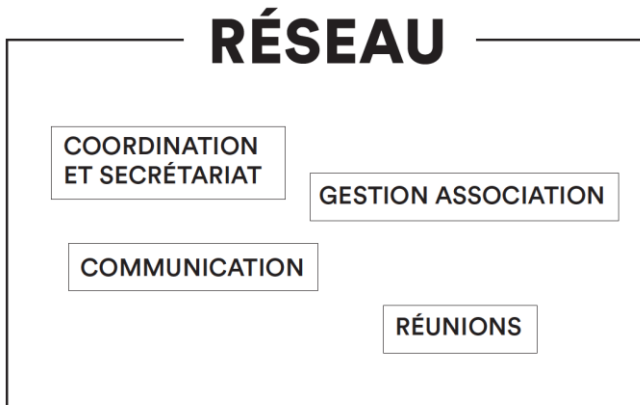 RÉSEAU
COORDINATION
ET SECRÉTARIAT
GESTION ASSOCIATION
COMMUNICATION
RÉUNIONS